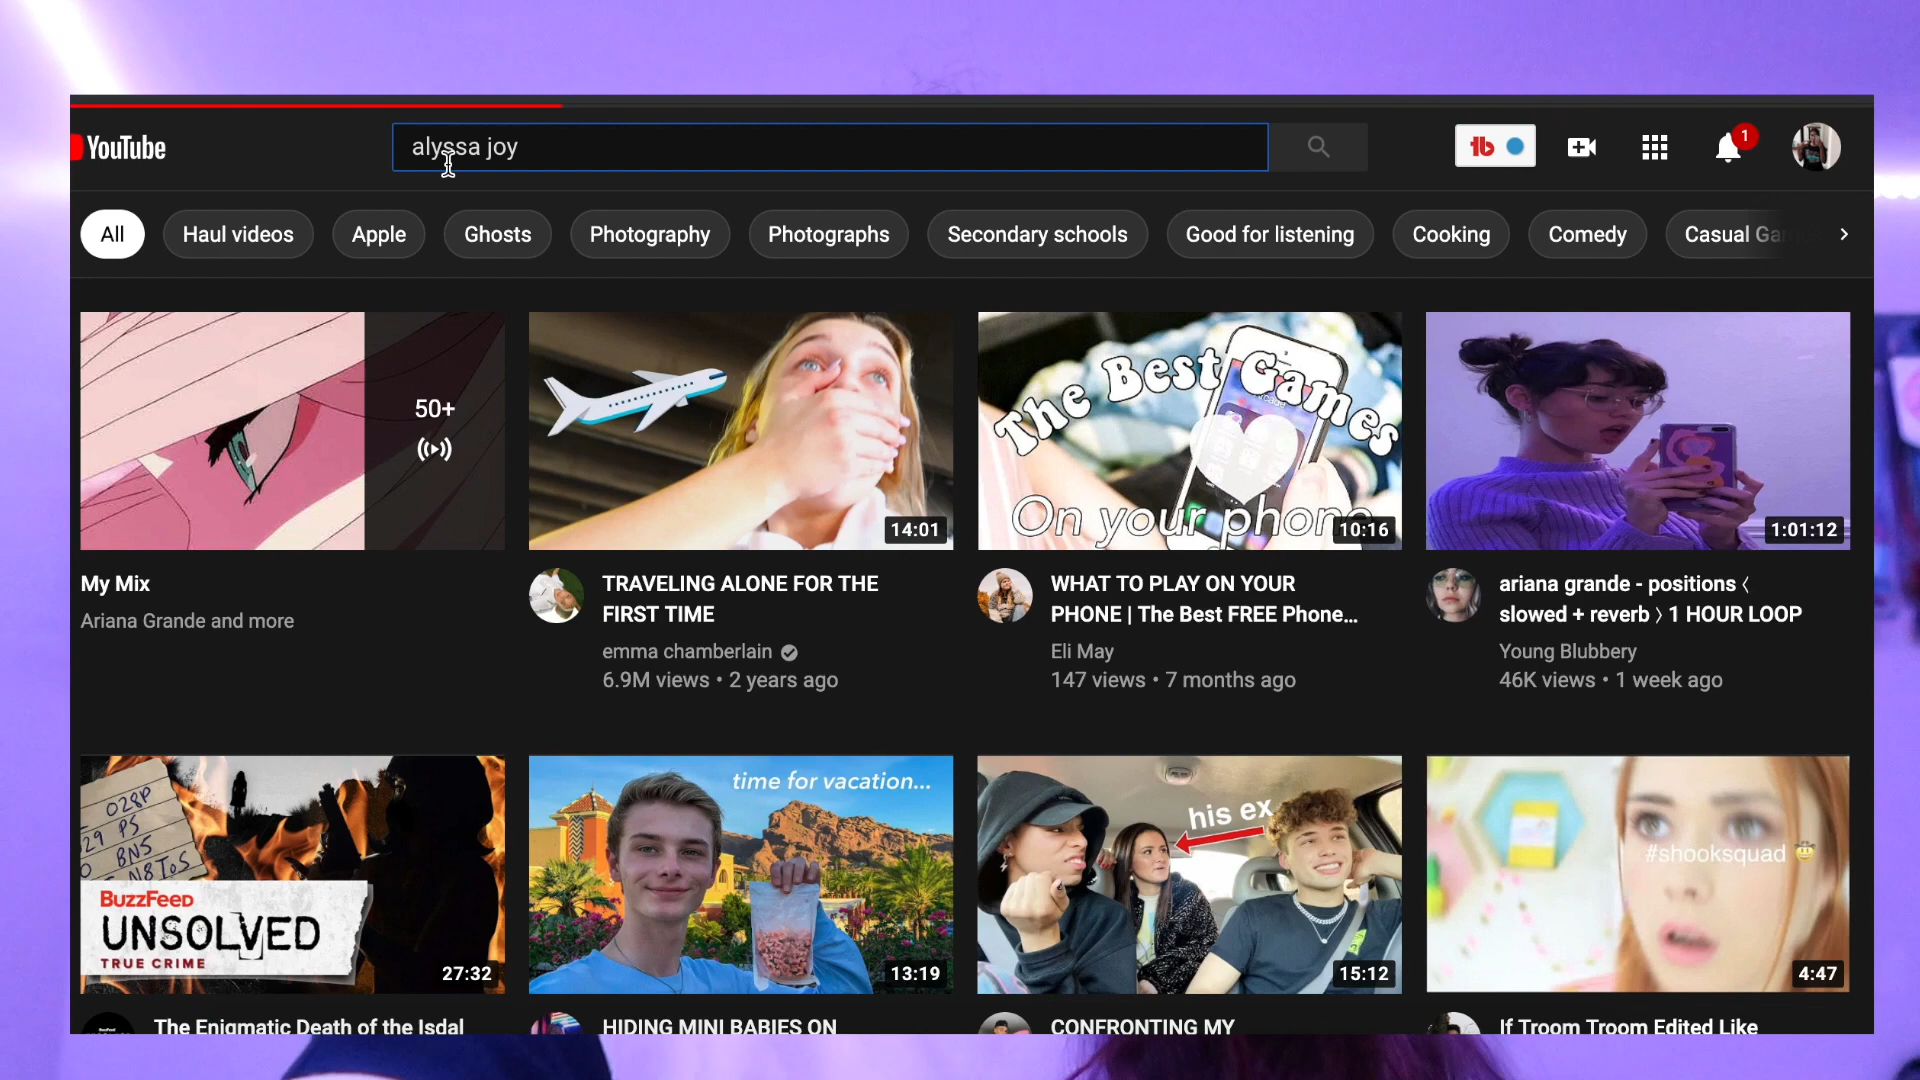 YouTube
alyssa joy
1
All
Haul videos
Apple
Ghosts
Photography
Photographs
Secondary schools
Good for listening
Cooking
Comedy
Casual
50+
14:01
The Best Games
On your phone
10:16
1:01:12
My Mix
Ariana Grande and more
TRAVELING ALONE FOR THE
FIRST TIME
emma chamberlain
6.9M views • 2 years ago
WHAT TO PLAY ON YOUR
PHONE | The Best FREE Phone...
Eli May
147 views • 7 months ago
ariana grande - positions ⟨
slowed + reverb ⟩ 1 HOUR LOOP
Young Blubbery
46K views • 1 week ago
028P
29 PS
BNS
N8ToS
BuzzFeed
UNSOLVED
TRUE CRIME
27:32
time for vacation...
13:19
his ex
15:12
#shooksquad
4:47
The Enigmatic Death of the Isdal
HIDING MINI BABIES ON
CONFRONTING MY
If Troom Troom Edited Like